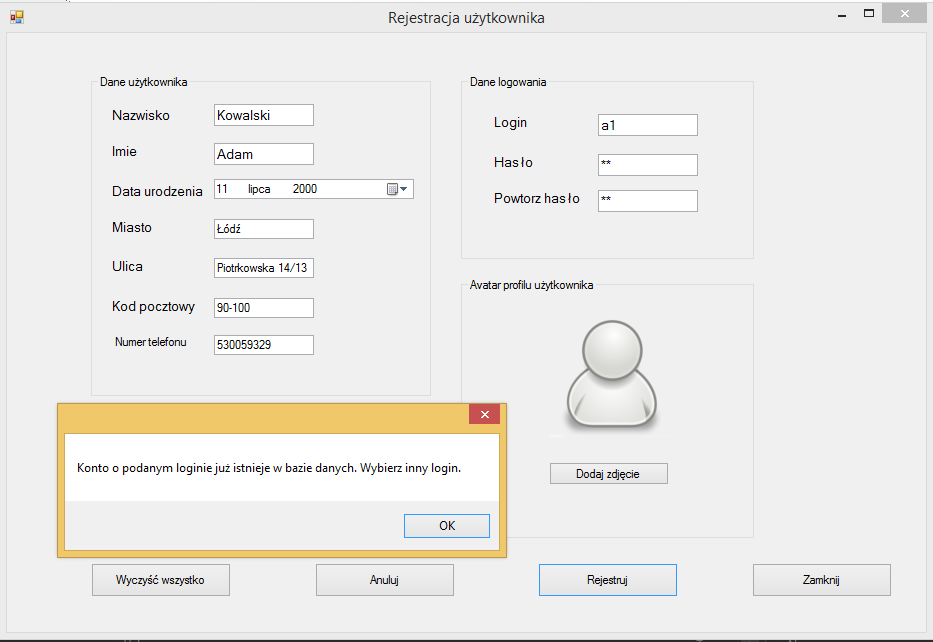 Rejestracja użytkownika
Dane użytkownika
Nazwisko Kowalski
Imie Adam
Data urodzenia 11 lipca 2000
Miasto Łódź
Ulica Piotrkowska 14/13
Kod pocztowy 90-100
Numer telefonu 530059329
Dane logowania
Login a1
Hasło **
Powtorz hasło **
Avatar profilu użytkownika
Dodaj zdjęcie
Konto o podanym loginie już istnieje w bazie danych. Wybierz inny login.
OK
Wyczyść wszystko Anuluj Rejestruj Zamknij